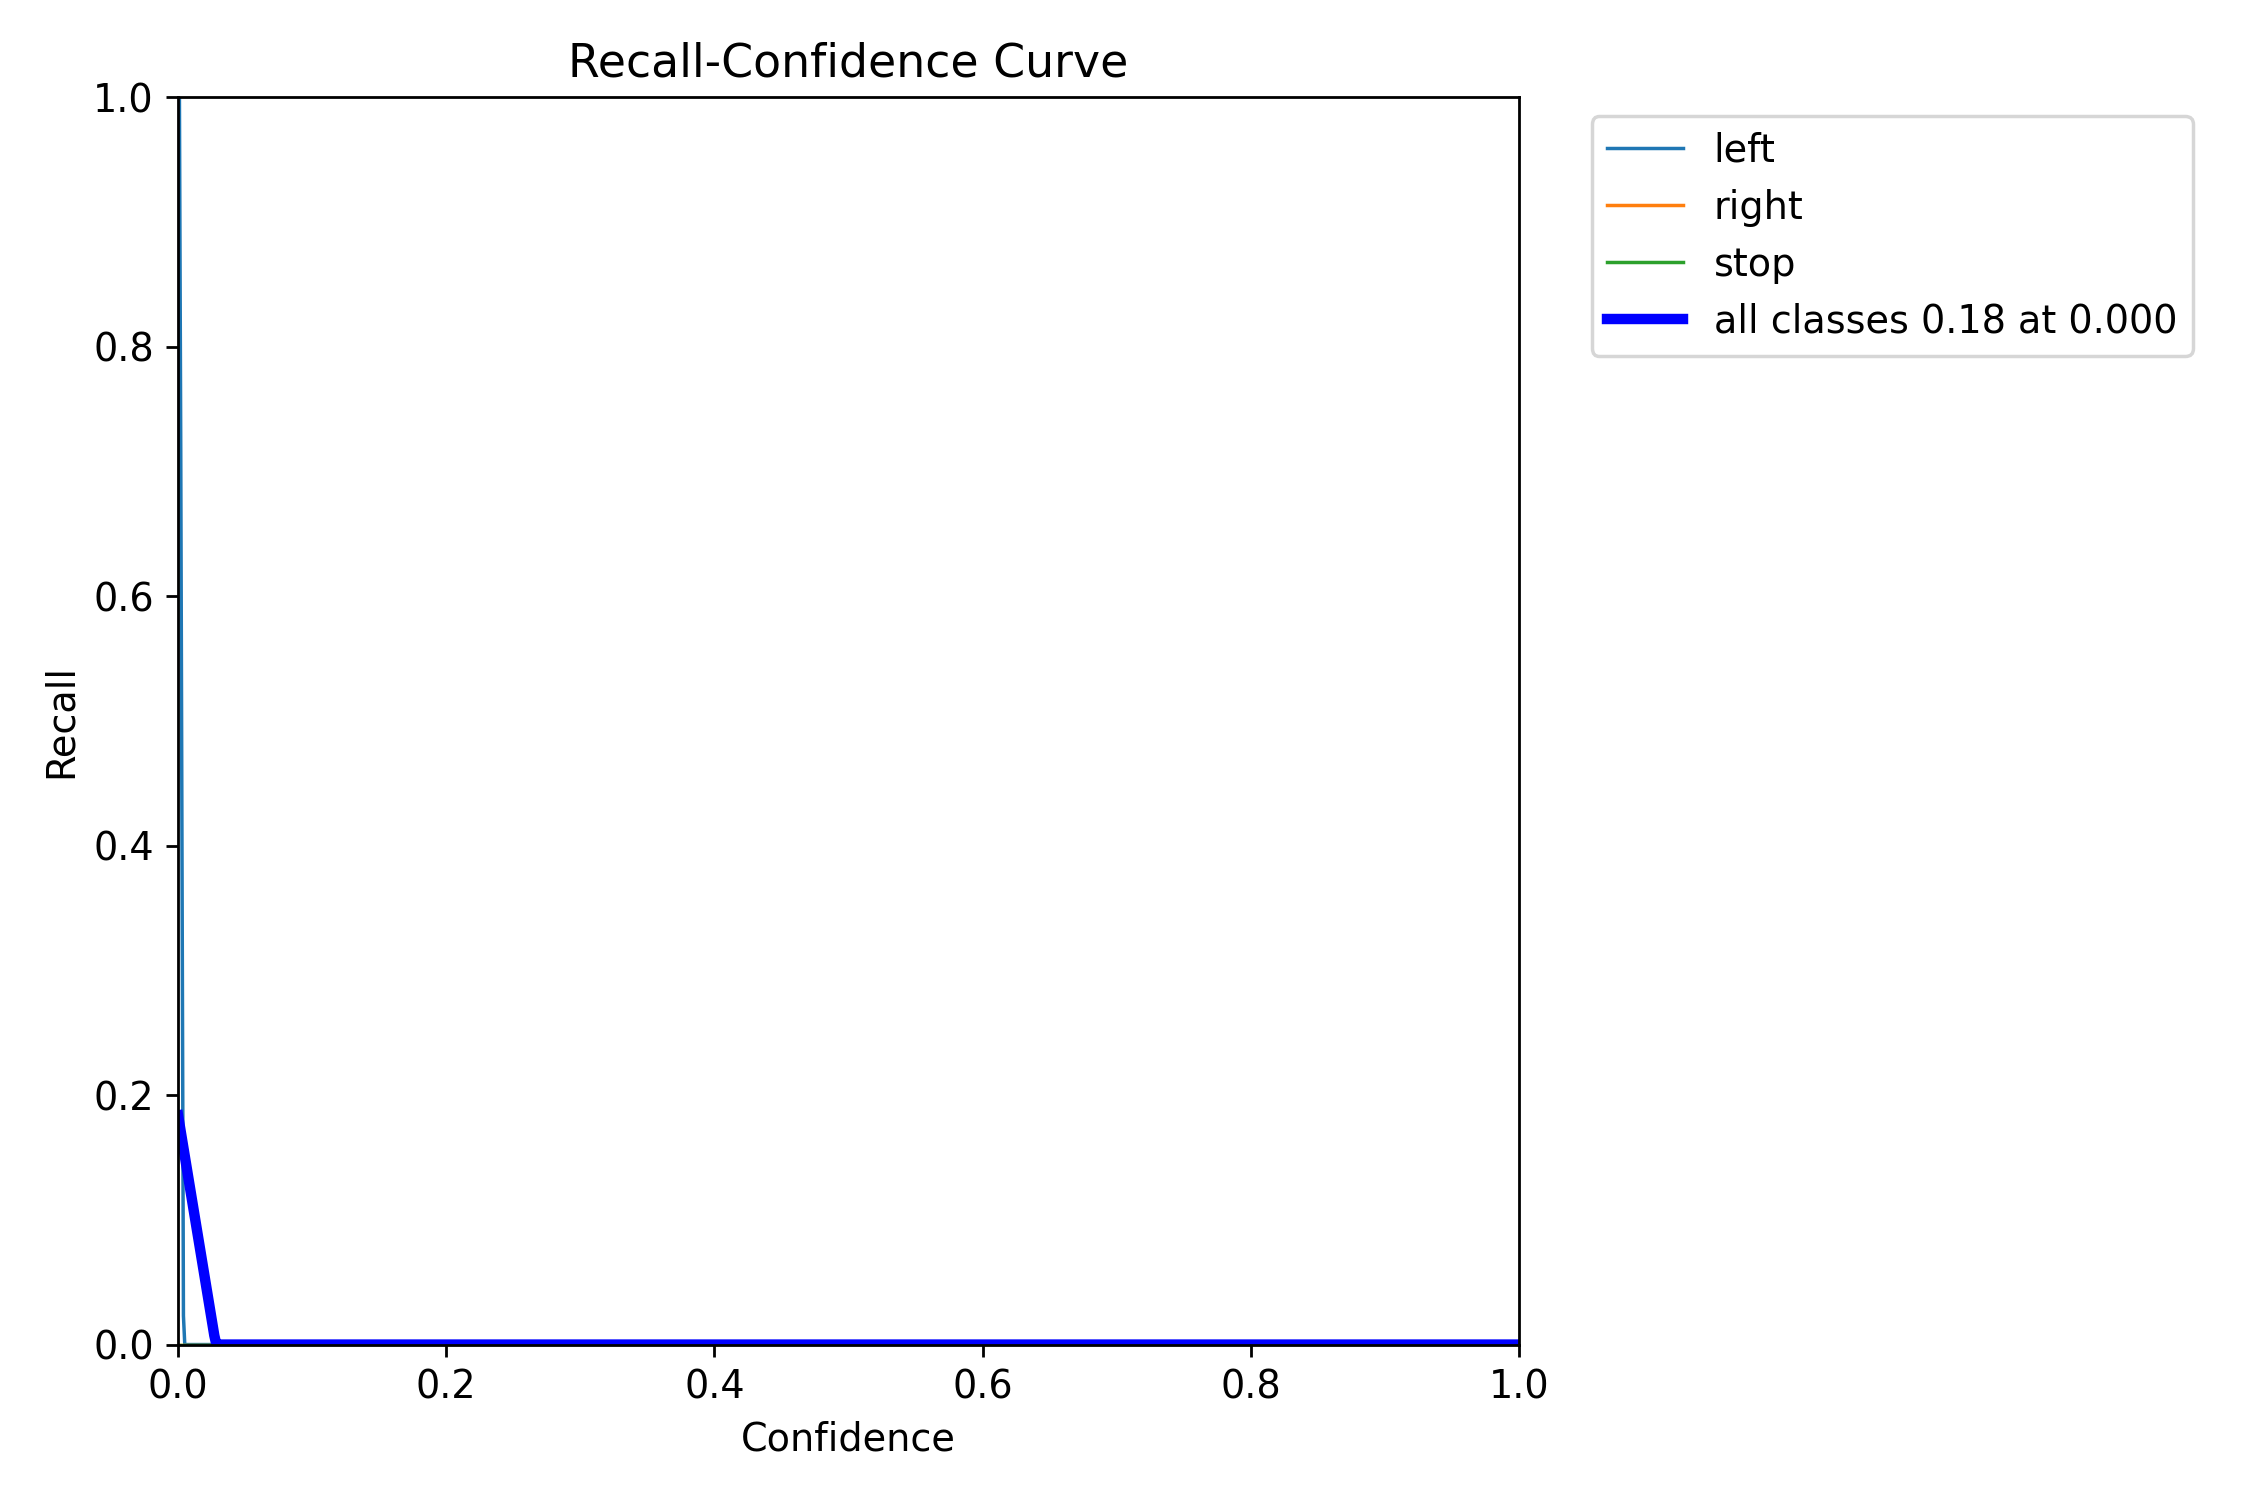 Recall-Confidence Curve
1.0
0.8
0.6
0.4
0.2
0.0
Recall
0.0 0.2 0.4 0.6 0.8 1.0
Confidence
left
right
stop
all classes 0.18 at 0.000